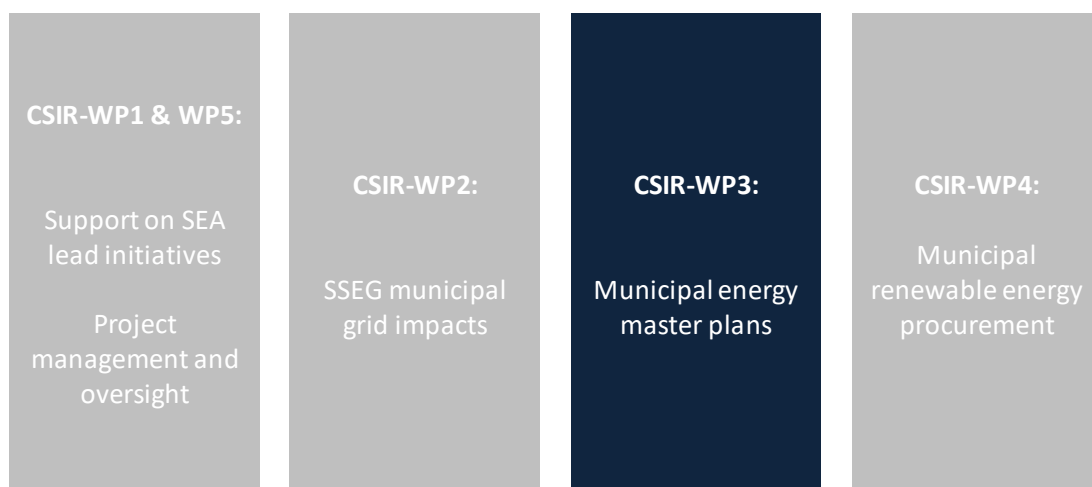 CSIR-WP1 & WP5:
Support on SEA
lead initiatives
Project
management and
oversight
CSIR-WP2:
SSEG municipal
grid impacts
CSIR-WP3:
Municipal energy
master plans
CSIR-WP4:
Municipal
renewable energy
procurement